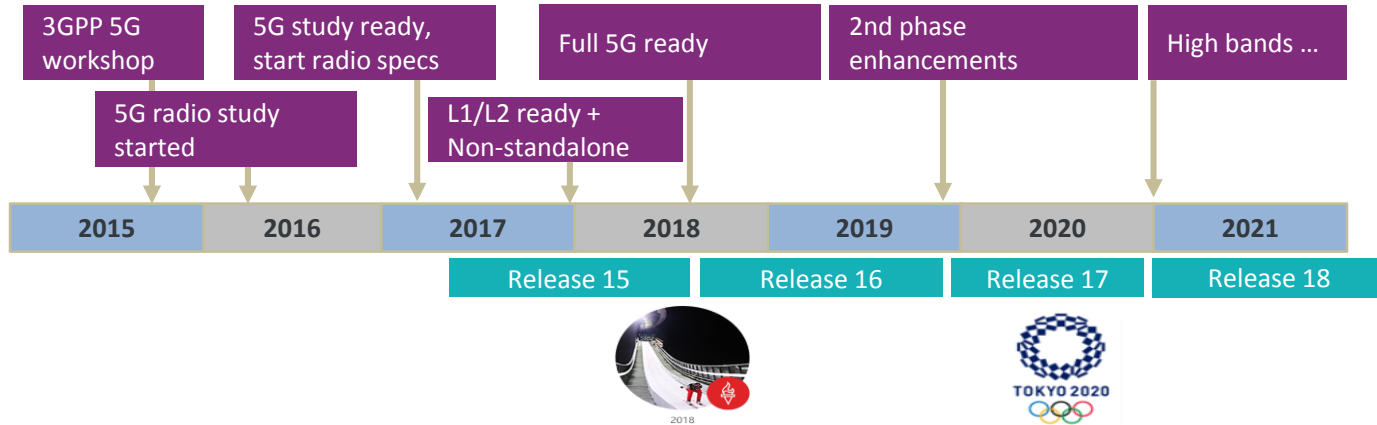 3GPP 5G
workshop
5G study ready,
start radio specs
Full 5G ready
2nd phase
enhancements
High bands …
5G radio study
started
L1/L2 ready +
Non-standalone
2015
2016
2017
2018
2019
2020
2021
Release 15
Release 16
Release 17
Release 18
2018
TOKYO 2020